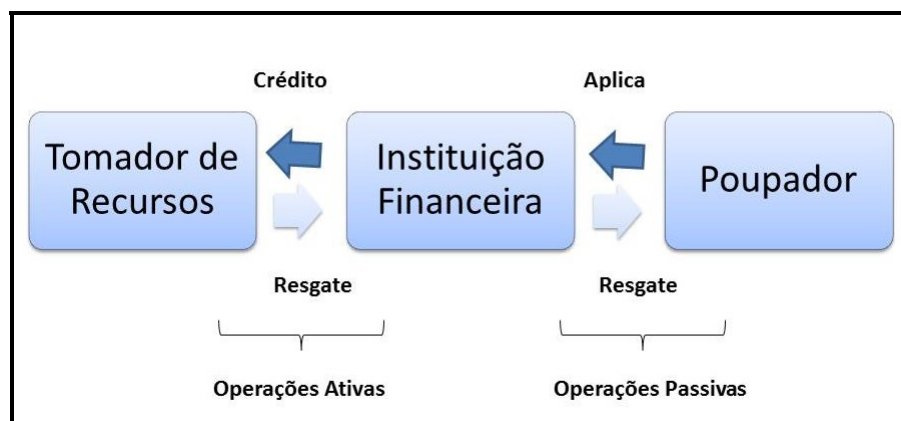 Crédito
Aplica
Tomador de
Recursos
Instituição
Financeira
Poupador
Resgate
Resgate
Operações Ativas
Operações Passivas